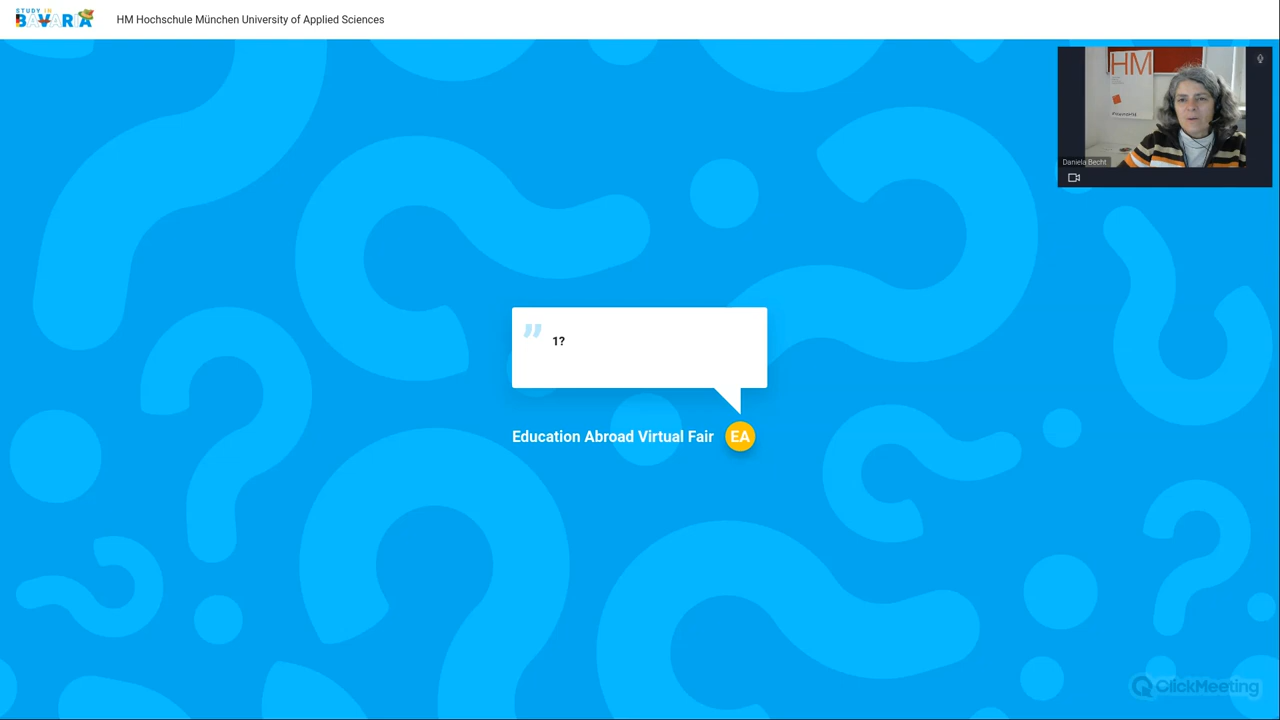 STUDY IN
BAVARIA
HM Hochschule München University of Applied Sciences
HM
Daniela Becht
” 1?
Education Abroad Virtual Fair EA
ClickMeeting